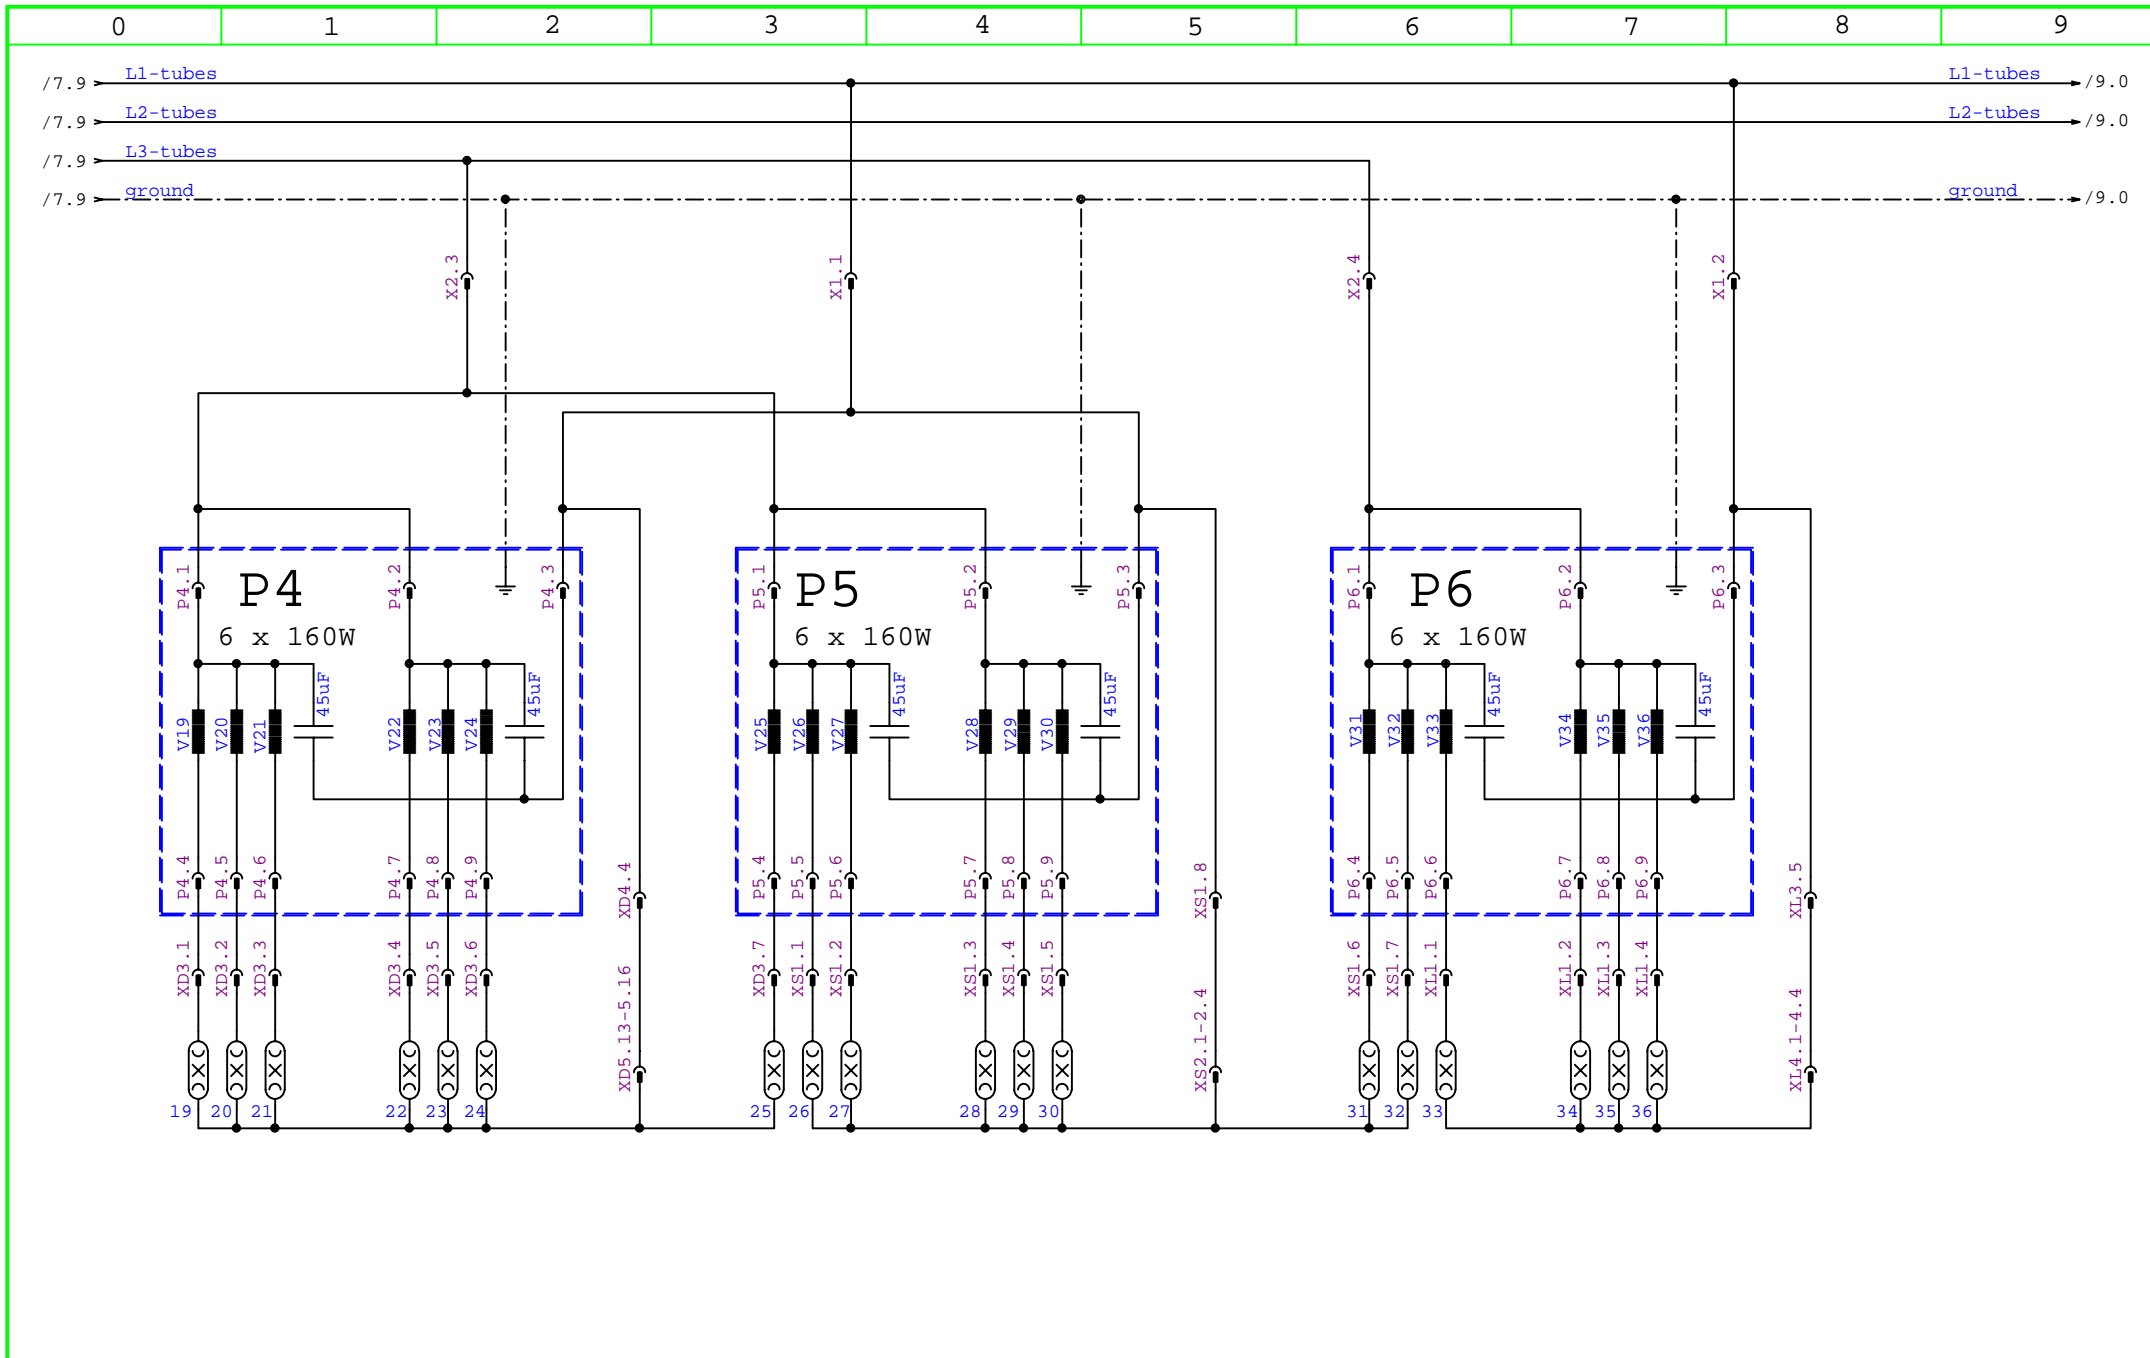 0 1 2 3 4 5 6 7 8 9
/7.9 L1-tubes L1-tubes /9.0
/7.9 L2-tubes L2-tubes /9.0
/7.9 L3-tubes
/7.9 ground ground /9.0
X2.3 X1.1 X2.4 X1.2
P4.1 P4 P4.2 P4.3 P5.1 P5 P5.2 P5.3 P6.1 P6 P6.2 P6.3
6 x 160W 6 x 160W 6 x 160W
45uF 45uF 45uF 45uF 45uF 45uF
V19 V20 V21 V22 V23 V24 V25 V26 V27 V28 V29 V30 V31 V32 V33 V34 V35 V36
P4.4 P4.5 P4.6 P4.7 P4.8 P4.9 XD4.4 P5.4 P5.5 P5.6 P5.7 P5.8 P5.9 XS1.8 P6.4 P6.5 P6.6 P6.7 P6.8 P6.9 XL3.5
XD3.1 XD3.2 XD3.3 XD3.4 XD3.5 XD3.6 XD3.7 XS1.1 XS1.2 XS1.3 XS1.4 XS1.5 XS1.6 XS1.7 XL1.1 XL1.2 XL1.3 XL1.4
XD5.13-5.16 XS2.1-2.4 XL4.1-4.4
19 20 21 22 23 24 25 26 27 28 29 30 31 32 33 34 35 36